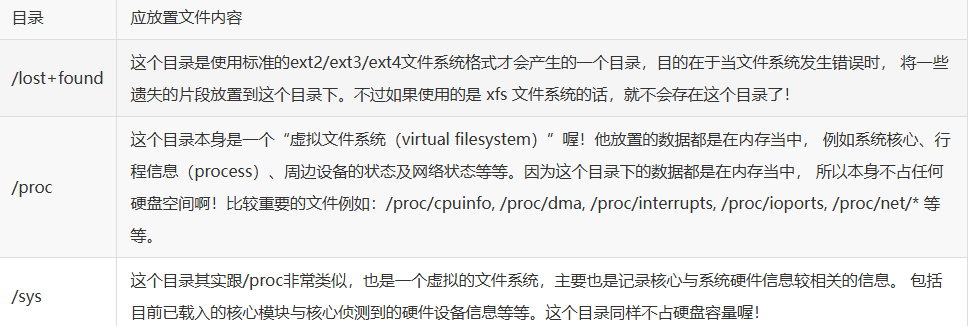 目录 应放置文件内容
/lost+found
这个目录是使用标准的ext2/ext3/ext4文件系统格式才会产生的一个目录，目的在于当文件系统发生错误时， 将一些
遗失的片段放置到这个目录下。不过如果使用的是 xfs 文件系统的话，就不会存在这个目录了！
/proc
这个目录本身是一个“虚拟文件系统（virtual filesystem）”喔！他放置的数据都是在内存当中， 例如系统核心、行
程信息（process）、周边设备的状态及网络状态等等。因为这个目录下的数据都是在内存当中， 所以本身不占任何
硬盘空间啊！比较重要的文件例如：/proc/cpuinfo, /proc/dma, /proc/interrupts, /proc/ioports, /proc/net/* 等
等。
/sys
这个目录其实跟/proc非常类似，也是一个虚拟的文件系统，主要也是记录核心与系统硬件信息较相关的信息。 包括
目前已载入的核心模块与核心侦测到的硬件设备信息等等。这个目录同样不占硬盘容量喔！